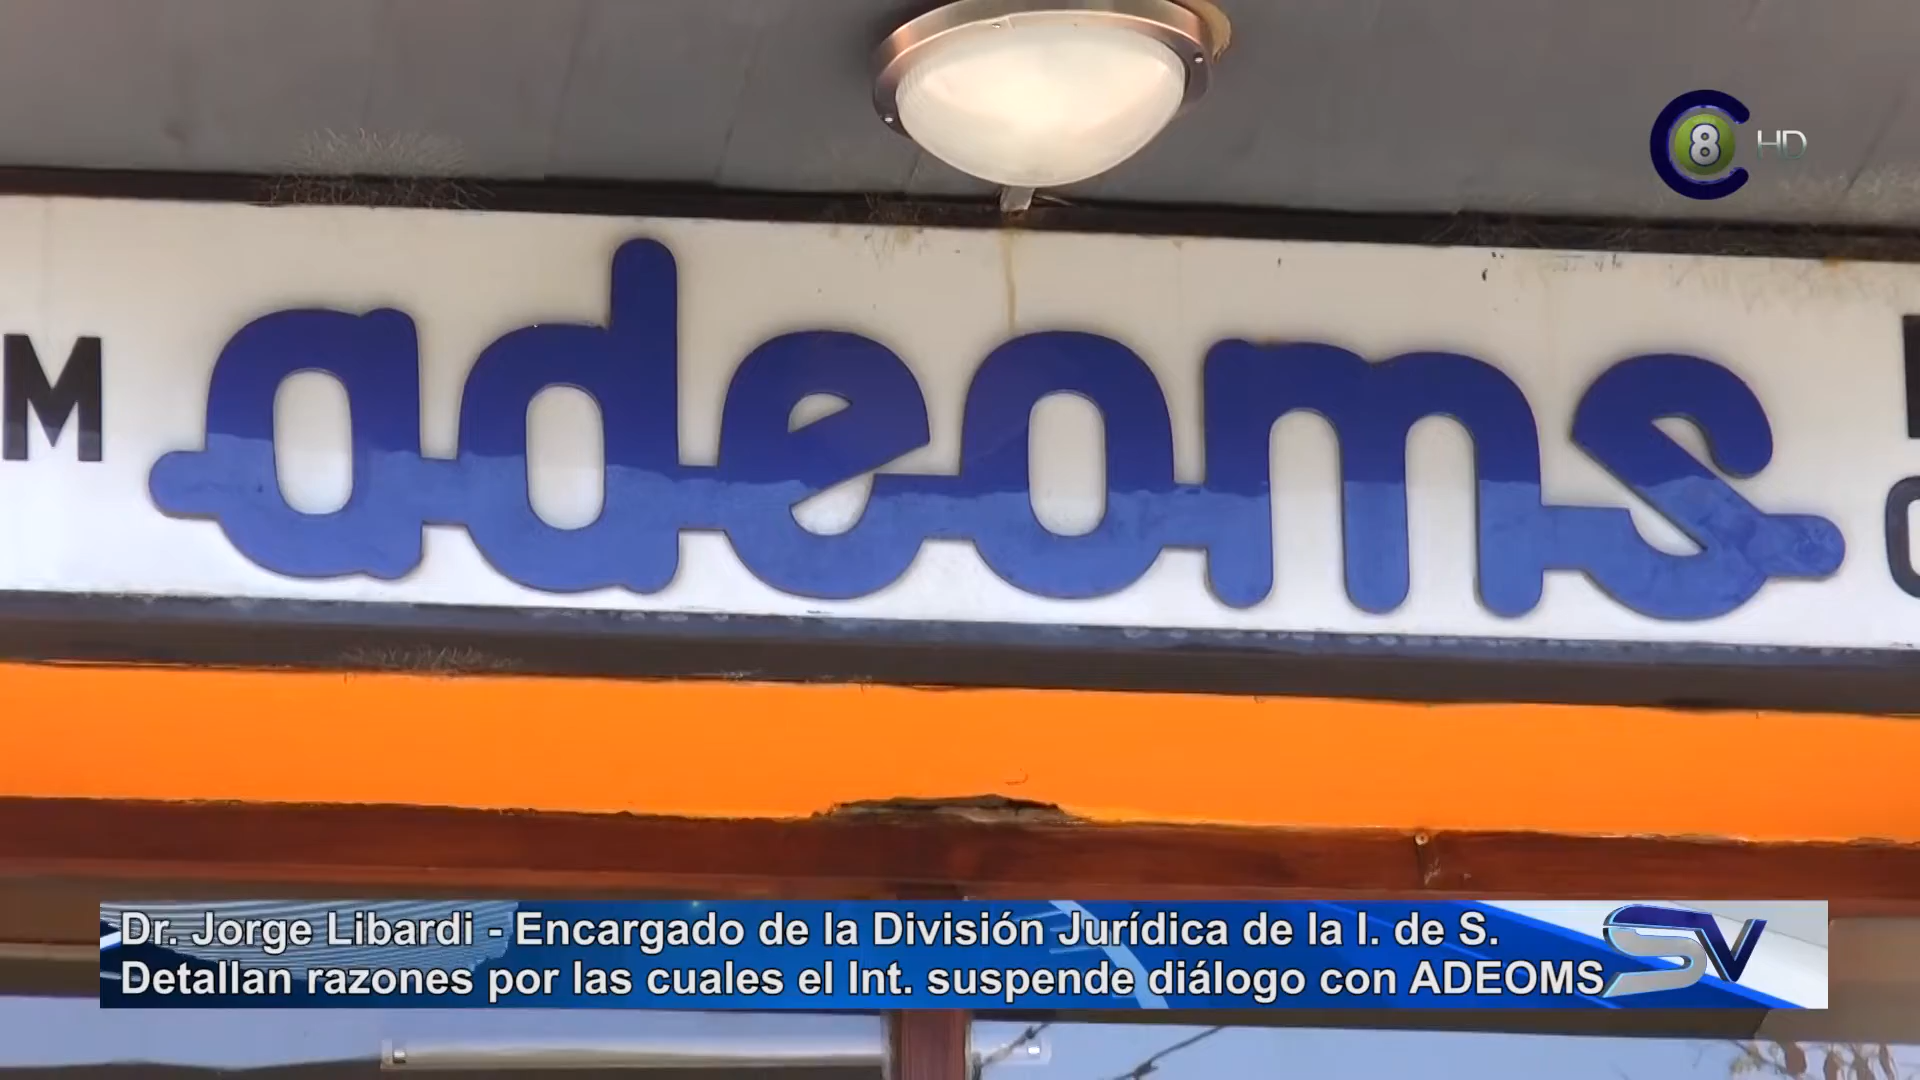 8 HD
M adeoms
Dr. Jorge Libardi - Encargado de la División Jurídica de la I. de S.
Detallan razones por las cuales el Int. suspende diálogo con ADEOMS
SV